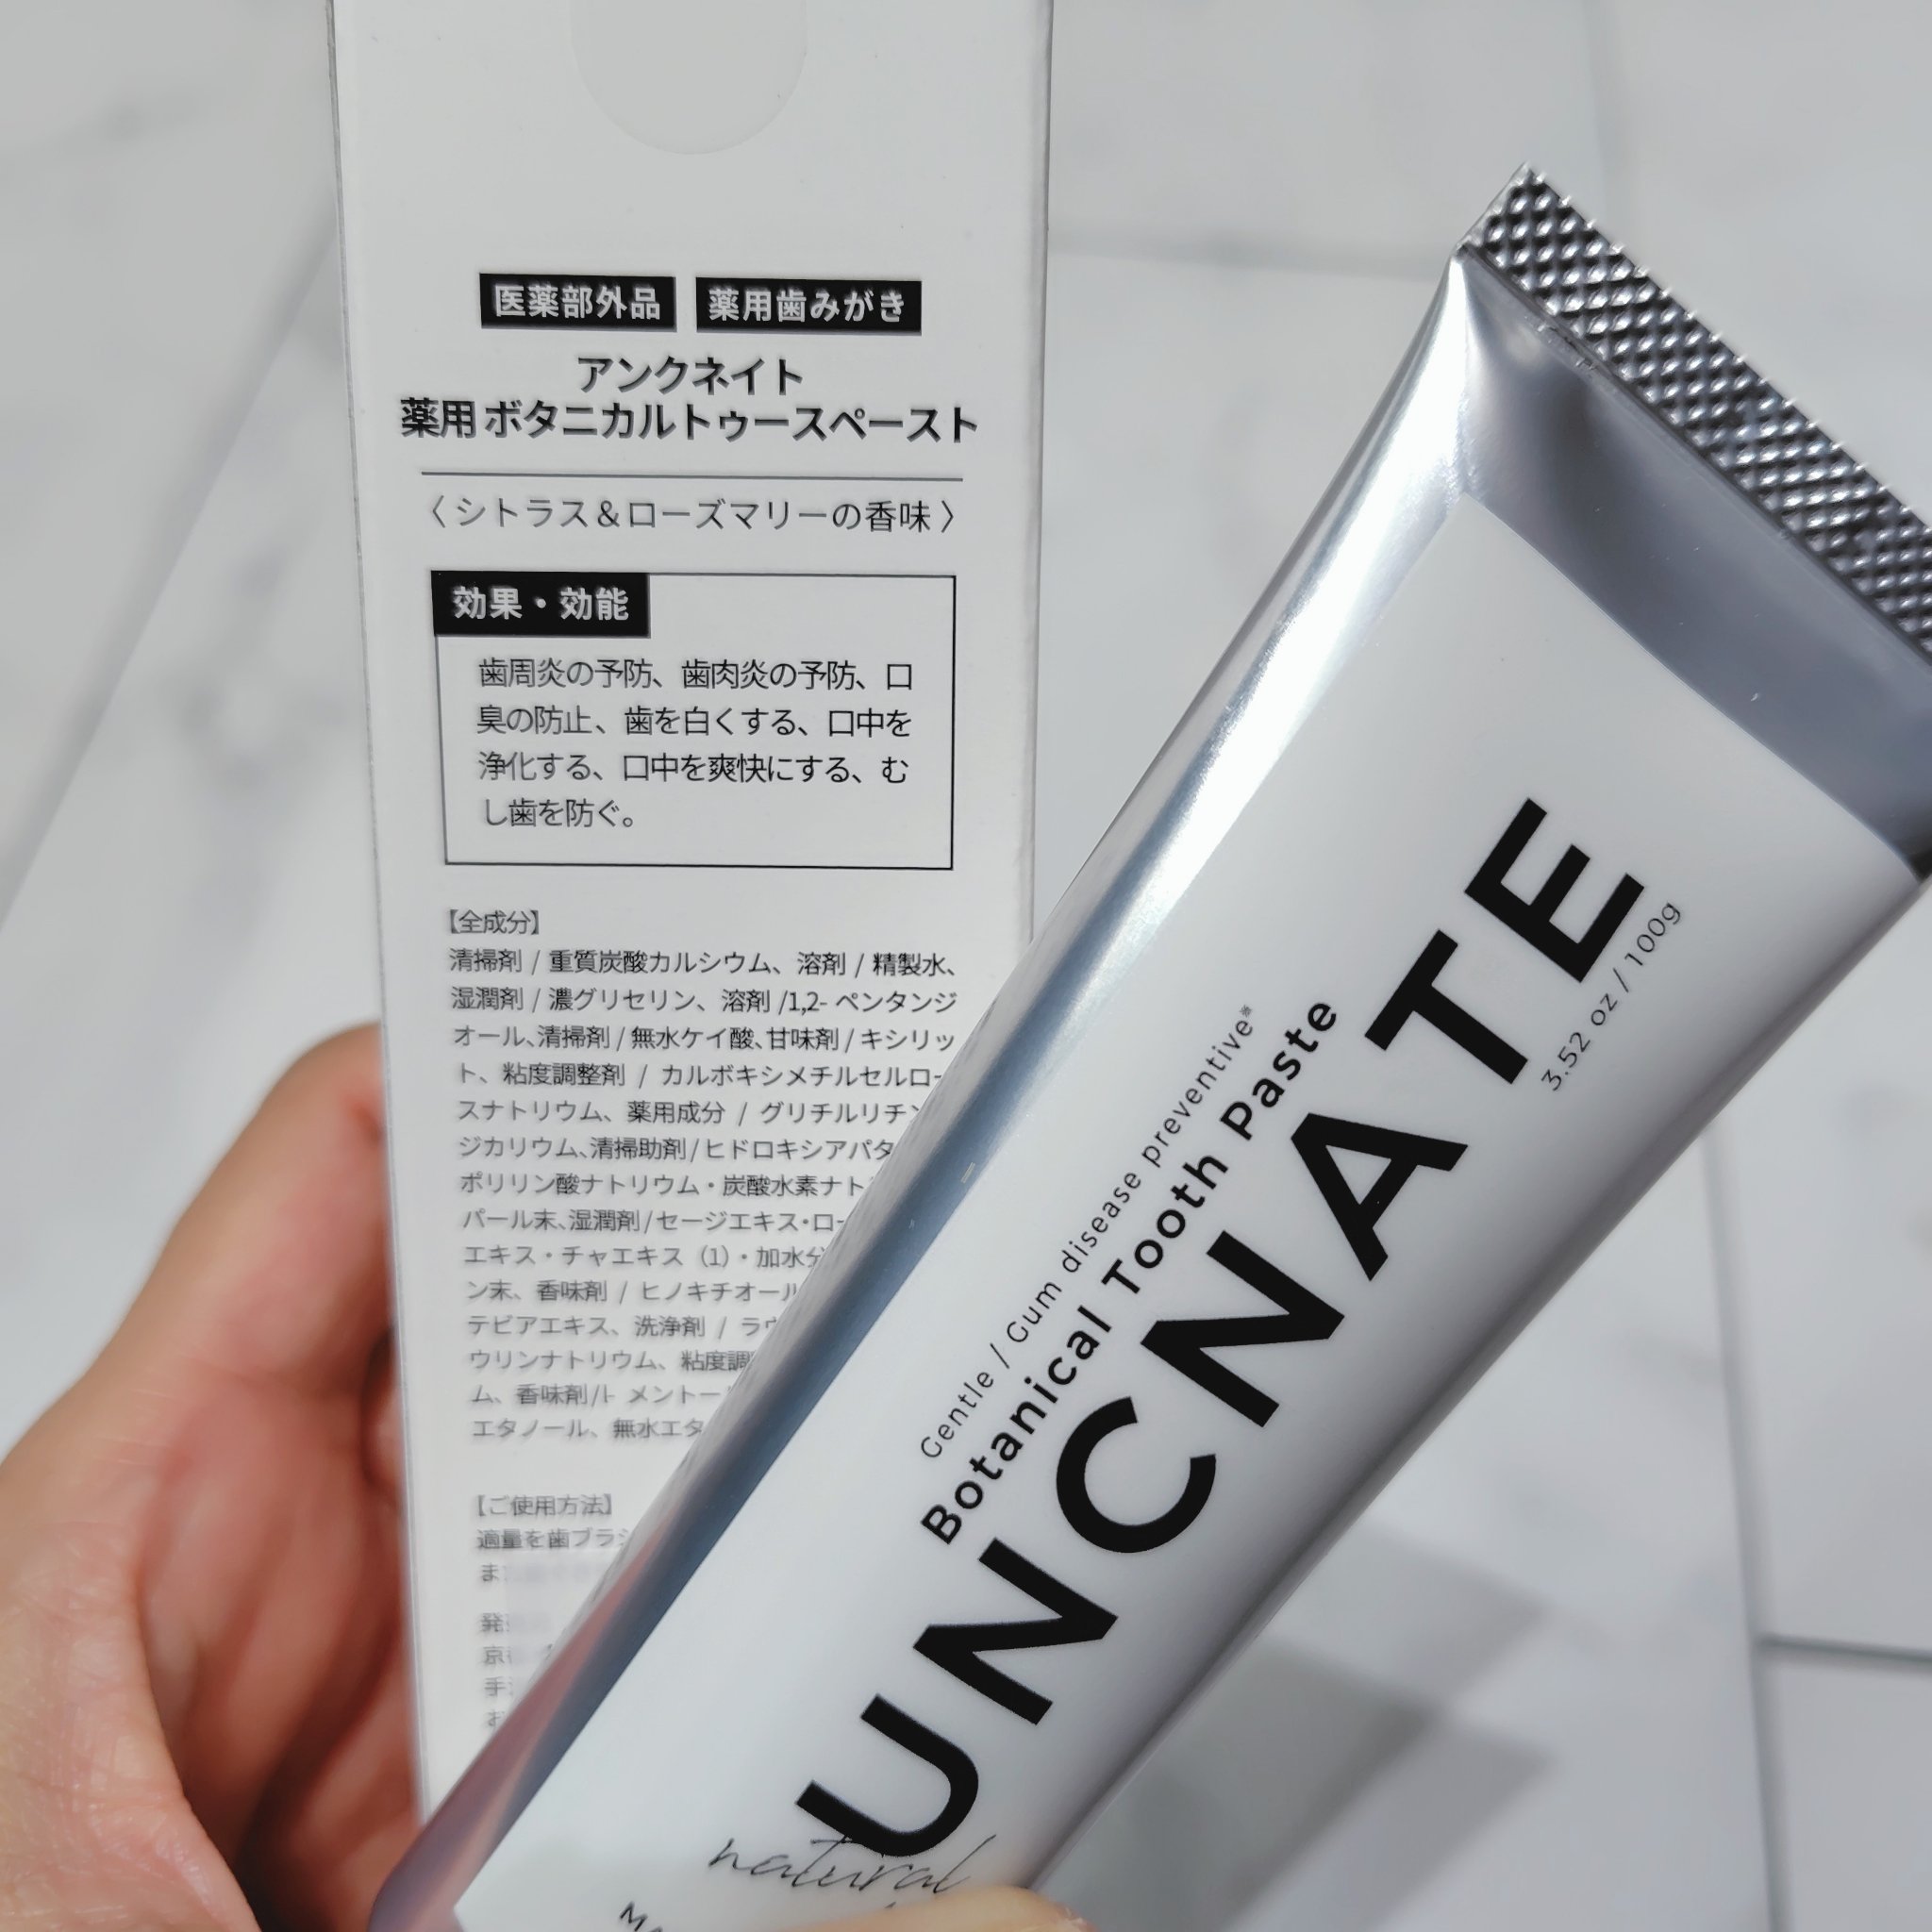 医薬部外品 薬用歯みがき
アンクネイト
薬用 ボタニカルトゥースペースト
〈シトラス&ローズマリーの香味〉
効果・効能
歯周炎の予防、歯肉炎の予防、口
臭の防止、歯を白くする、口中を
浄化する、口中を爽快にする、む
し歯を防ぐ。
【全成分】
清掃剤 / 重質炭酸カルシウム、溶剤 / 精製水、
湿潤剤 / 濃グリセリン、溶剤 /1,2- ペンタンジ
オール、清掃剤 / 無水ケイ酸、甘味剤 / キシリッ
ト、粘度調整剤 / カルボキシメチルセルロー
スナトリウム、薬用成分 / グリチルリチン
ジカリウム、清掃助剤 / ヒドロキシアパタ
ポリリン酸ナトリウム・炭酸水素ナト
パール末、湿潤剤 / セージエキス・ロー
エキス・チャエキス（1）・加水分
ン末、香味剤 / ヒノキチオール
テビアエキス、洗浄剤 / ラウ
ウリンナトリウム、粘度調
ム、香味剤 /l- メントー
エタノール、無水エタ
【ご使用方法】
適量を歯ブラシ
ま
発
京
手
お
Gentle / Gum disease preventive※
Botanical Tooth Paste
UNCNATE
3.52 oz / 100g
natural